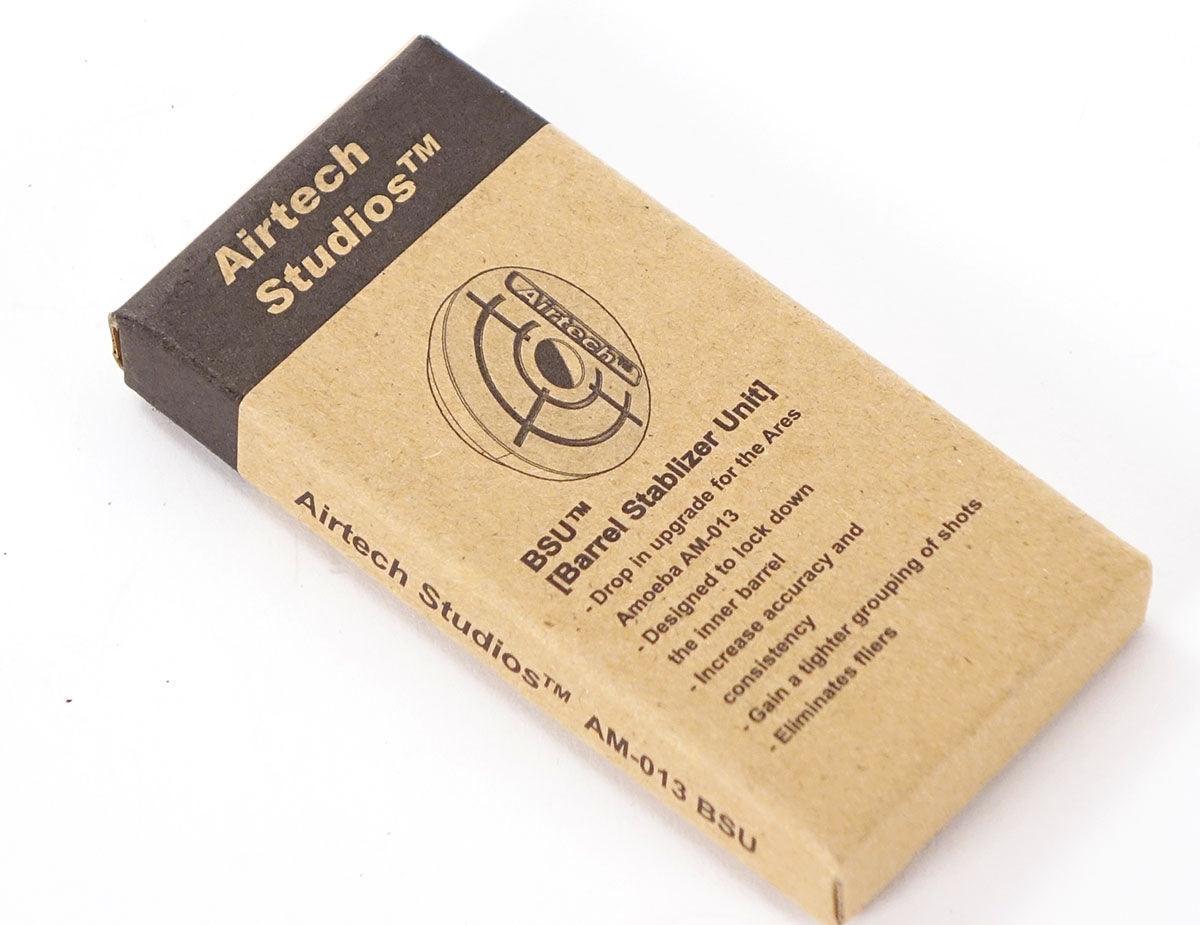 Airtech
Studios™
Airtech
BSU™
[Barrel Stablizer Unit]
- Drop in upgrade for the Ares
Amoeba AM-013
- Designed to lock down
the inner barrel
- Increase accuracy and
consistency
- Gain a tighter grouping of shots
- Eliminates fliers
Airtech Studios™ AM-013 BSU